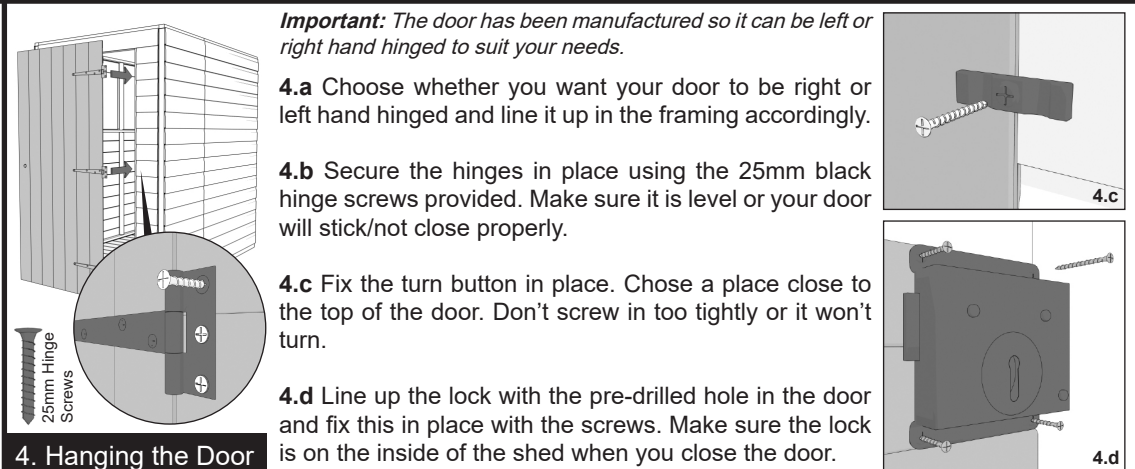 Important: The door has been manufactured so it can be left or
right hand hinged to suit your needs.
4.a Choose whether you want your door to be right or
left hand hinged and line it up in the framing accordingly.
4.b Secure the hinges in place using the 25mm black
hinge screws provided. Make sure it is level or your door
will stick/not close properly.
4.c Fix the turn button in place. Chose a place close to
the top of the door. Don't screw in too tightly or it won't
turn.
4.d Line up the lock with the pre-drilled hole in the door
and fix this in place with the screws. Make sure the lock
is on the inside of the shed when you close the door.
25mm Hinge
Screws
4. Hanging the Door
4.c
4.d